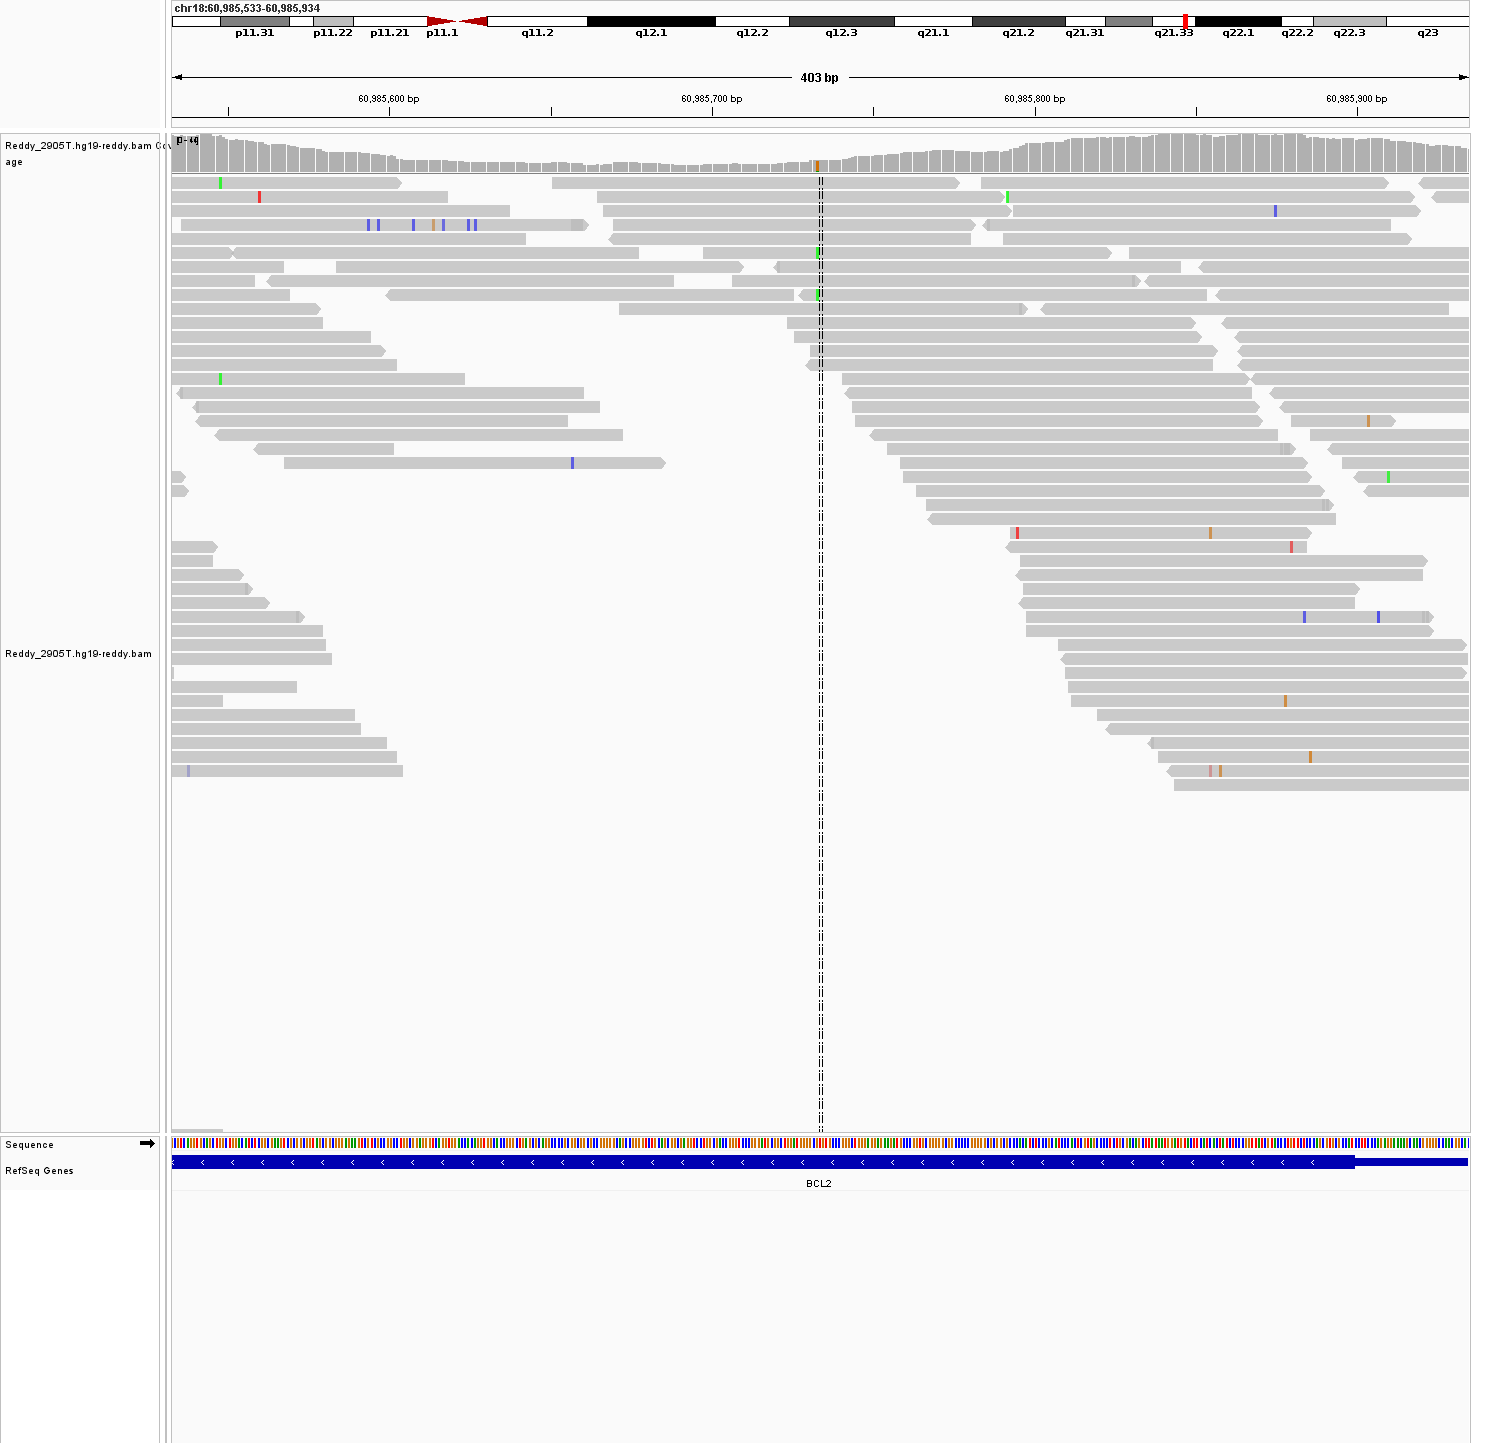 chr18:60,985,533-60,985,934
p11.31 p11.22 p11.21 p11.1 q11.2 q12.1 q12.2 q12.3 q21.1 q21.2 q21.31 q21.33 q22.1 q22.2 q22.3 q23
403 bp
60,985,600 bp 60,985,700 bp 60,985,800 bp 60,985,900 bp
Reddy_2905T.hg19-reddy.bam Cov
age
Reddy_2905T.hg19-reddy.bam
Sequence
RefSeq Genes
BCL2